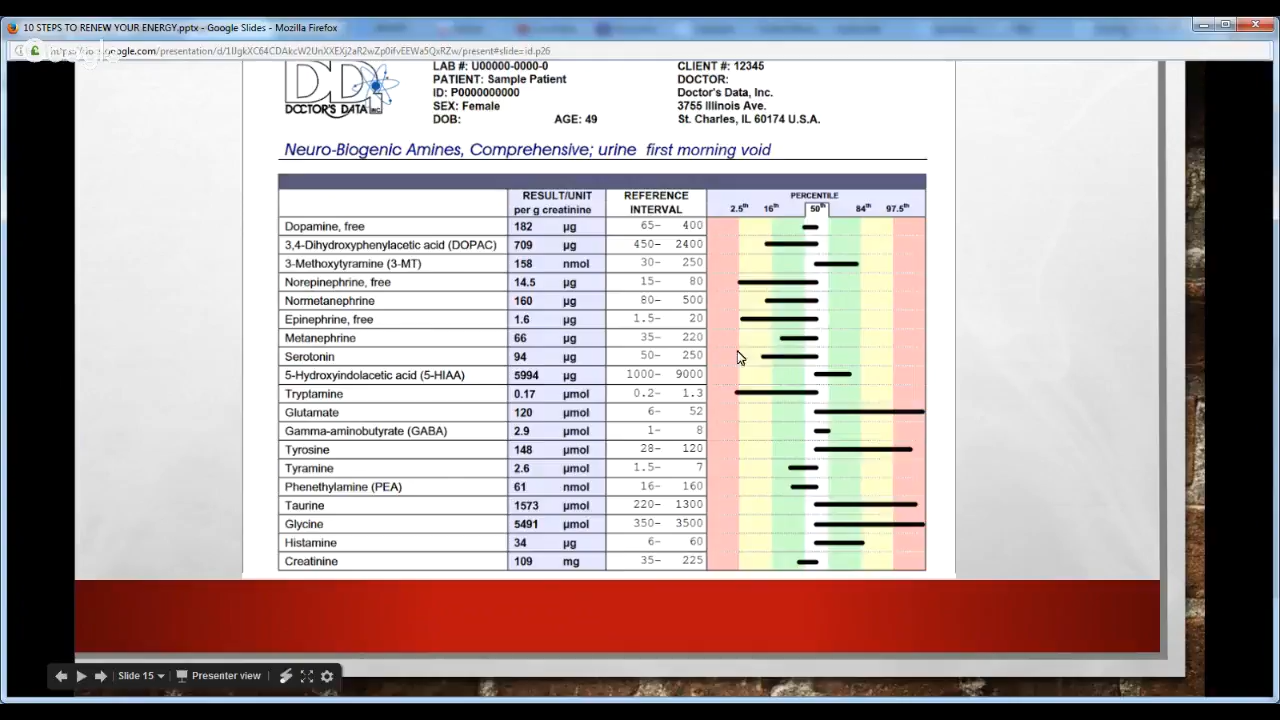 10 STEPS TO RENEW YOUR ENERGY.pptx - Google Slides - Mozilla Firefox
LAB #: U00000-0000-0 CLIENT #: 12345
PATIENT: Sample Patient DOCTOR:
ID: P0000000000 Doctor's Data, Inc.
SEX: Female 3755 Illinois Ave.
DOB: AGE: 49 St. Charles, IL 60174 U.S.A.
DOCTOR'S DATA INC.
Neuro-Biogenic Amines, Comprehensive; urine first morning void
RESULT/UNIT REFERENCE PERCENTILE
per g creatinine INTERVAL 2.5th 16th 50th 84th 97.5th
Dopamine, free 182 µg 65- 400
3,4-Dihydroxyphenylacetic acid (DOPAC) 709 µg 450- 2400
3-Methoxytyramine (3-MT) 158 nmol 30- 250
Norepinephrine, free 14.5 µg 15- 80
Normetanephrine 160 µg 80- 500
Epinephrine, free 1.6 µg 1.5- 20
Metanephrine 66 µg 35- 220
Serotonin 94 µg 50- 250
5-Hydroxyindolacetic acid (5-HIAA) 5994 µg 1000- 9000
Tryptamine 0.17 µmol 0.2- 1.3
Glutamate 120 µmol 6- 52
Gamma-aminobutyrate (GABA) 2.9 µmol 1- 8
Tyrosine 148 µmol 28- 120
Tyramine 2.6 µmol 1.5- 7
Phenethylamine (PEA) 61 nmol 16- 160
Taurine 1573 µmol 220- 1300
Glycine 5491 µmol 350- 3500
Histamine 34 µg 6- 60
Creatinine 109 mg 35- 225
Slide 15 Presenter view